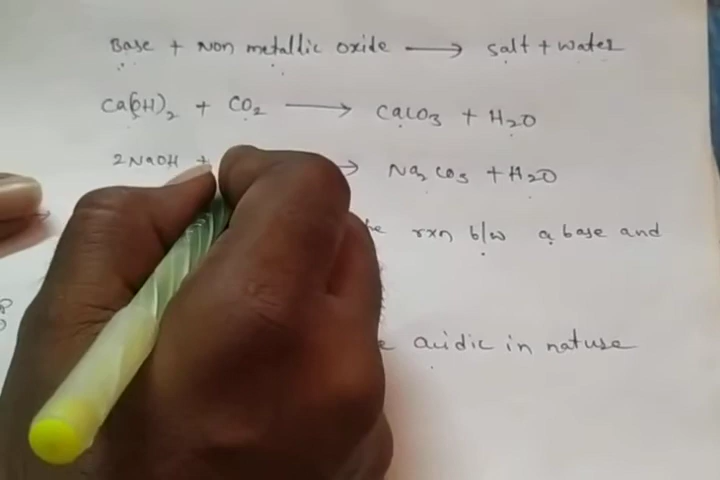 Base + Non metallic oxide ⟶ salt + water
Ca(OH)₂ + CO₂ ⟶ CaCO₃ + H₂O
2NaOH + → Na₂CO₃ + H₂O
rxn b/w a base and
acidic in nature